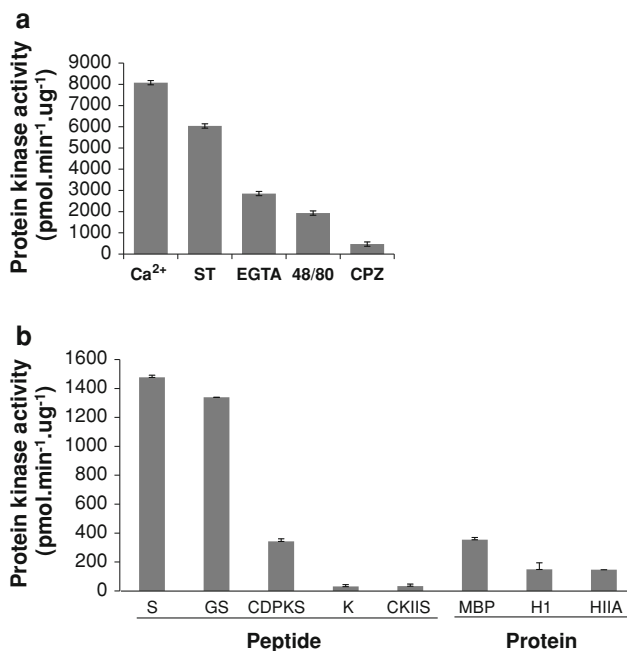 a
Protein kinase activity
(pmol.min⁻¹.ug⁻¹)
9000
8000
7000
6000
5000
4000
3000
2000
1000
0
Ca²⁺ ST EGTA 48/80 CPZ
b
Protein kinase activity
(pmol.min⁻¹.ug⁻¹)
1600
1400
1200
1000
800
600
400
200
0
S GS CDPKS K CKIIS MBP H1 HIIA
Peptide Protein